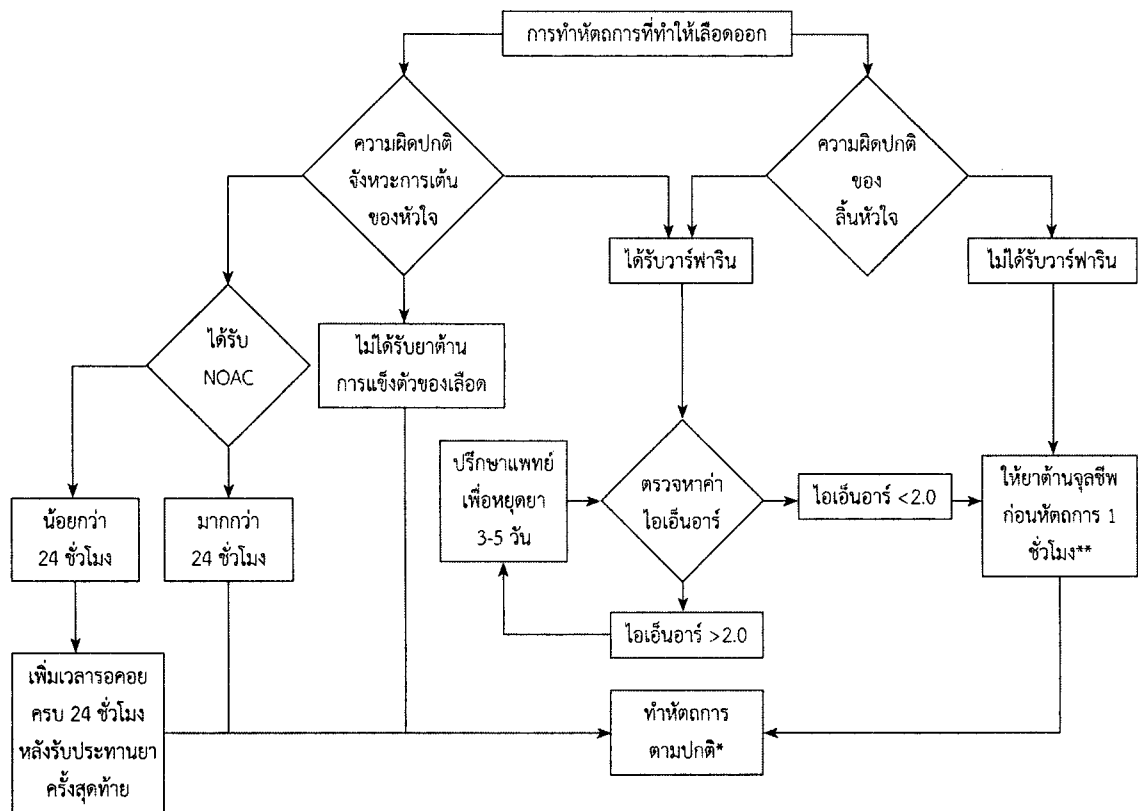 การทำหัตถการที่ทำให้เลือดออก
ความผิดปกติ
จังหวะการเต้น
ของหัวใจ
ความผิดปกติ
ของ
ลิ้นหัวใจ
ได้รับวาร์ฟาริน
ไม่ได้รับวาร์ฟาริน
ได้รับ
NOAC
ไม่ได้รับยาต้าน
การแข็งตัวของเลือด
น้อยกว่า
24 ชั่วโมง
มากกว่า
24 ชั่วโมง
ปรึกษาแพทย์
เพื่อหยุดยา
3-5 วัน
ตรวจหาค่า
ไอเอ็นอาร์
ไอเอ็นอาร์ <2.0
ให้ยาต้านจุลชีพ
ก่อนหัตถการ 1
ชั่วโมง**
ไอเอ็นอาร์ >2.0
เพิ่มเวลารอคอย
ครบ 24 ชั่วโมง
หลังรับประทานยา
ครั้งสุดท้าย
ทำหัตถการ
ตามปกติ*